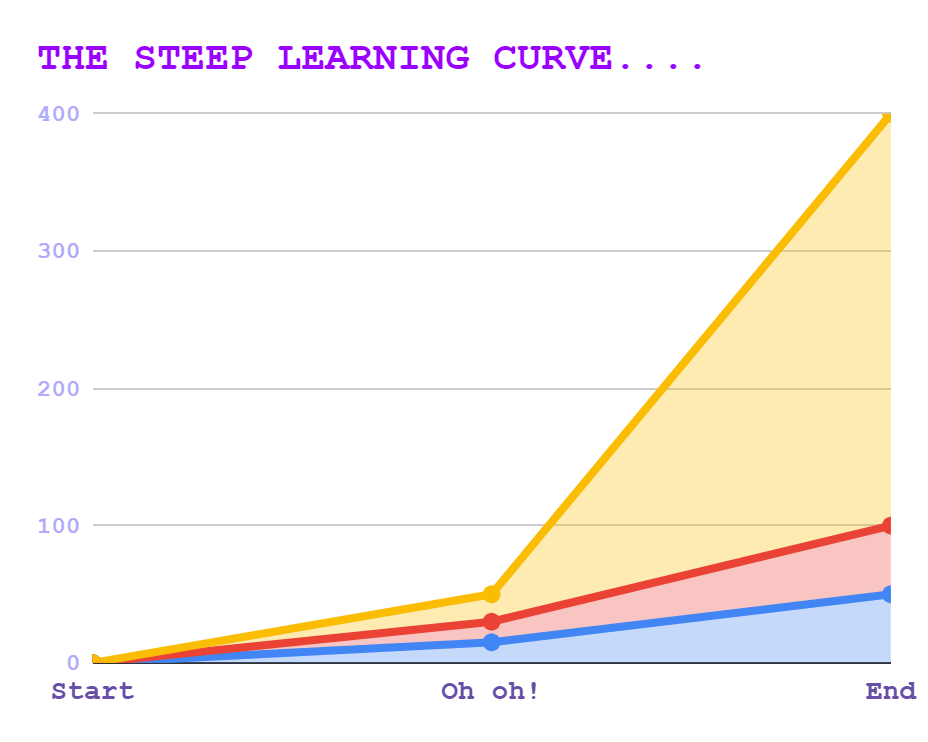 THE STEEP LEARNING CURVE....
400
300
200
100
0
Start Oh oh! End